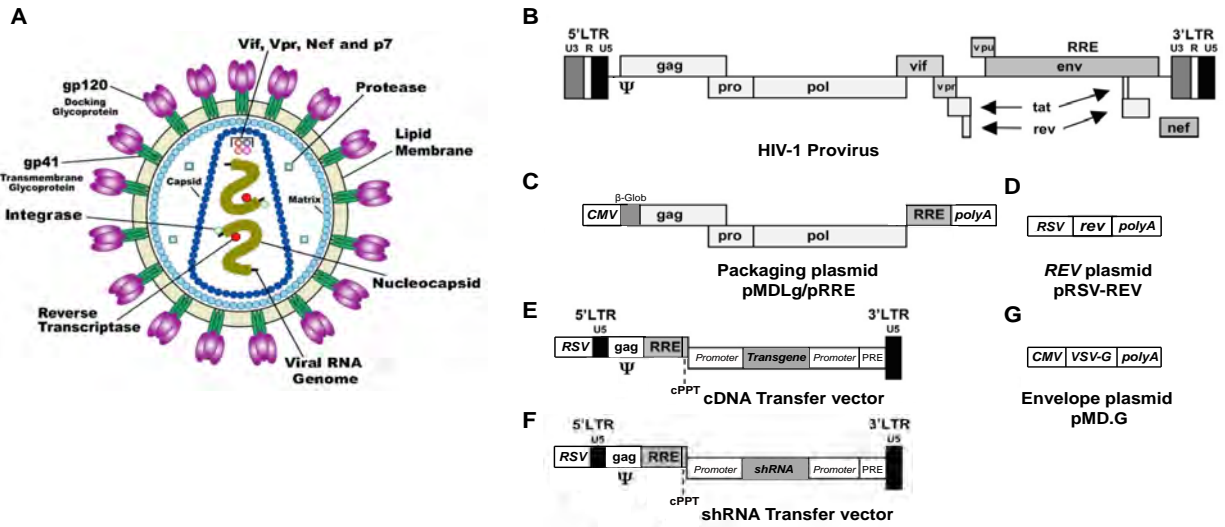 A
Vif, Vpr, Nef and p7
gp120
Docking
Glycoprotein
Protease
Lipid
Membrane
gp41
Transmembrane
Glycoprotein
Capsid
Matrix
Integrase
Nucleocapsid
Reverse
Transcriptase
Viral RNA
Genome
B
5'LTR
U3 R U5
gag
Ψ
pro
pol
vif
vpr
vpu
RRE
env
tat
rev
nef
3'LTR
U3 R U5
HIV-1 Provirus
C
β-Glob
CMV
gag
pro
pol
RRE
polyA
Packaging plasmid
pMDLg/pRRE
D
RSV rev polyA
REV plasmid
pRSV-REV
E
5'LTR
U5
RSV
gag
RRE
Ψ
cPPT
Promoter Transgene Promoter PRE
3'LTR
U5
cDNA Transfer vector
F
5'LTR
U5
RSV
gag
RRE
Ψ
cPPT
Promoter shRNA Promoter PRE
3'LTR
U5
shRNA Transfer vector
G
CMV VSV-G polyA
Envelope plasmid
pMD.G